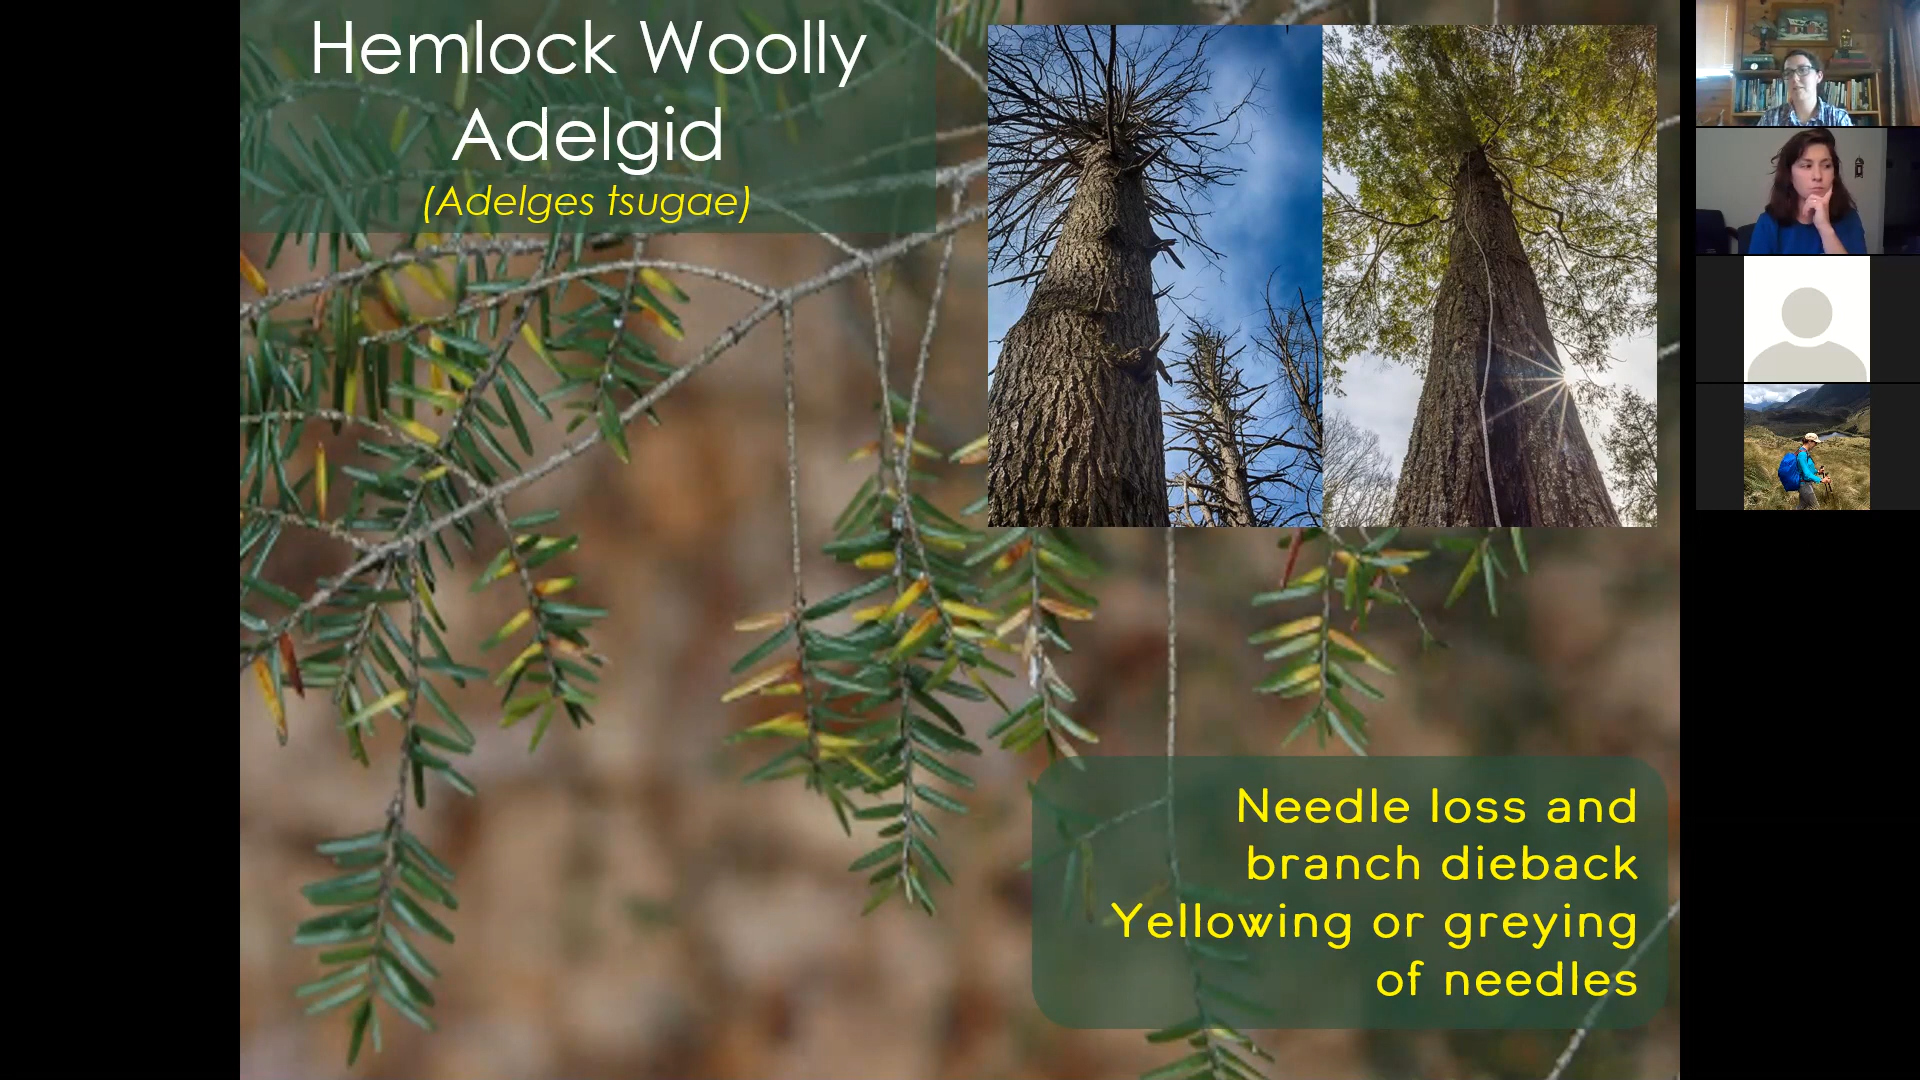 Hemlock Woolly
Adelgid
(Adelges tsugae)
Needle loss and
branch dieback
Yellowing or greying
of needles